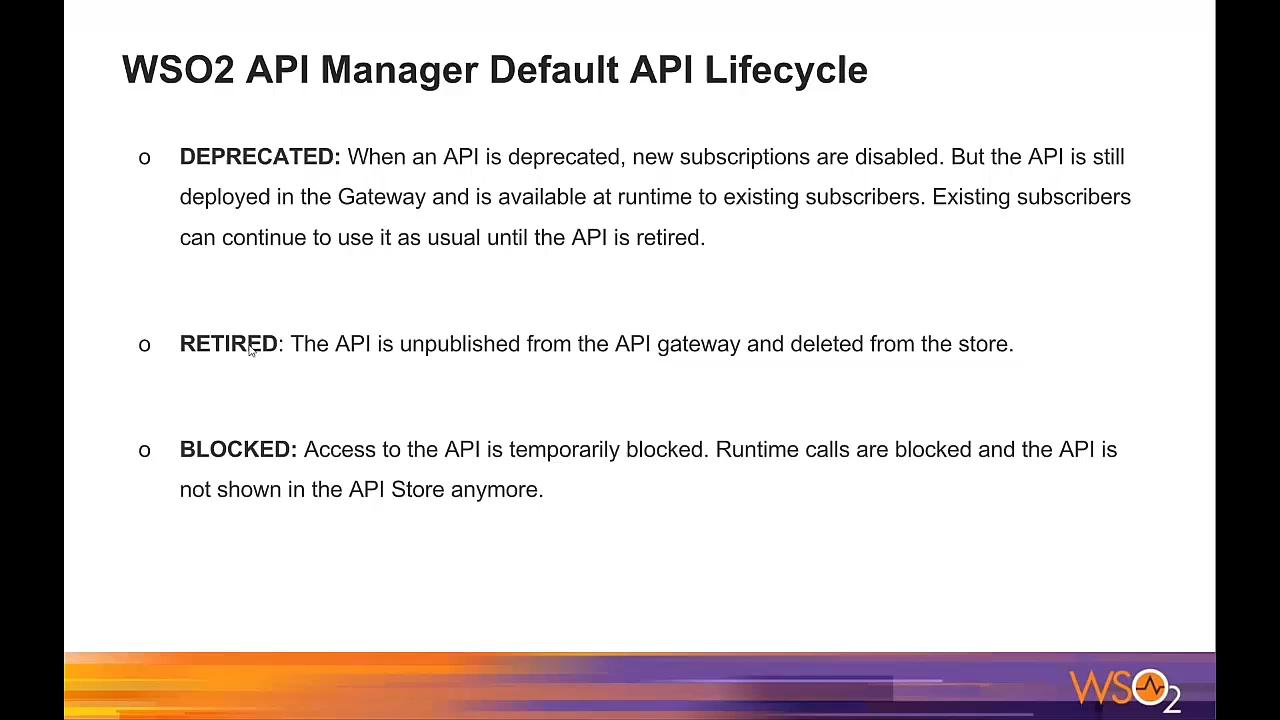 WSO2 API Manager Default API Lifecycle
o DEPRECATED: When an API is deprecated, new subscriptions are disabled. But the API is still
deployed in the Gateway and is available at runtime to existing subscribers. Existing subscribers
can continue to use it as usual until the API is retired.
o RETIRED: The API is unpublished from the API gateway and deleted from the store.
o BLOCKED: Access to the API is temporarily blocked. Runtime calls are blocked and the API is
not shown in the API Store anymore.
WSO2